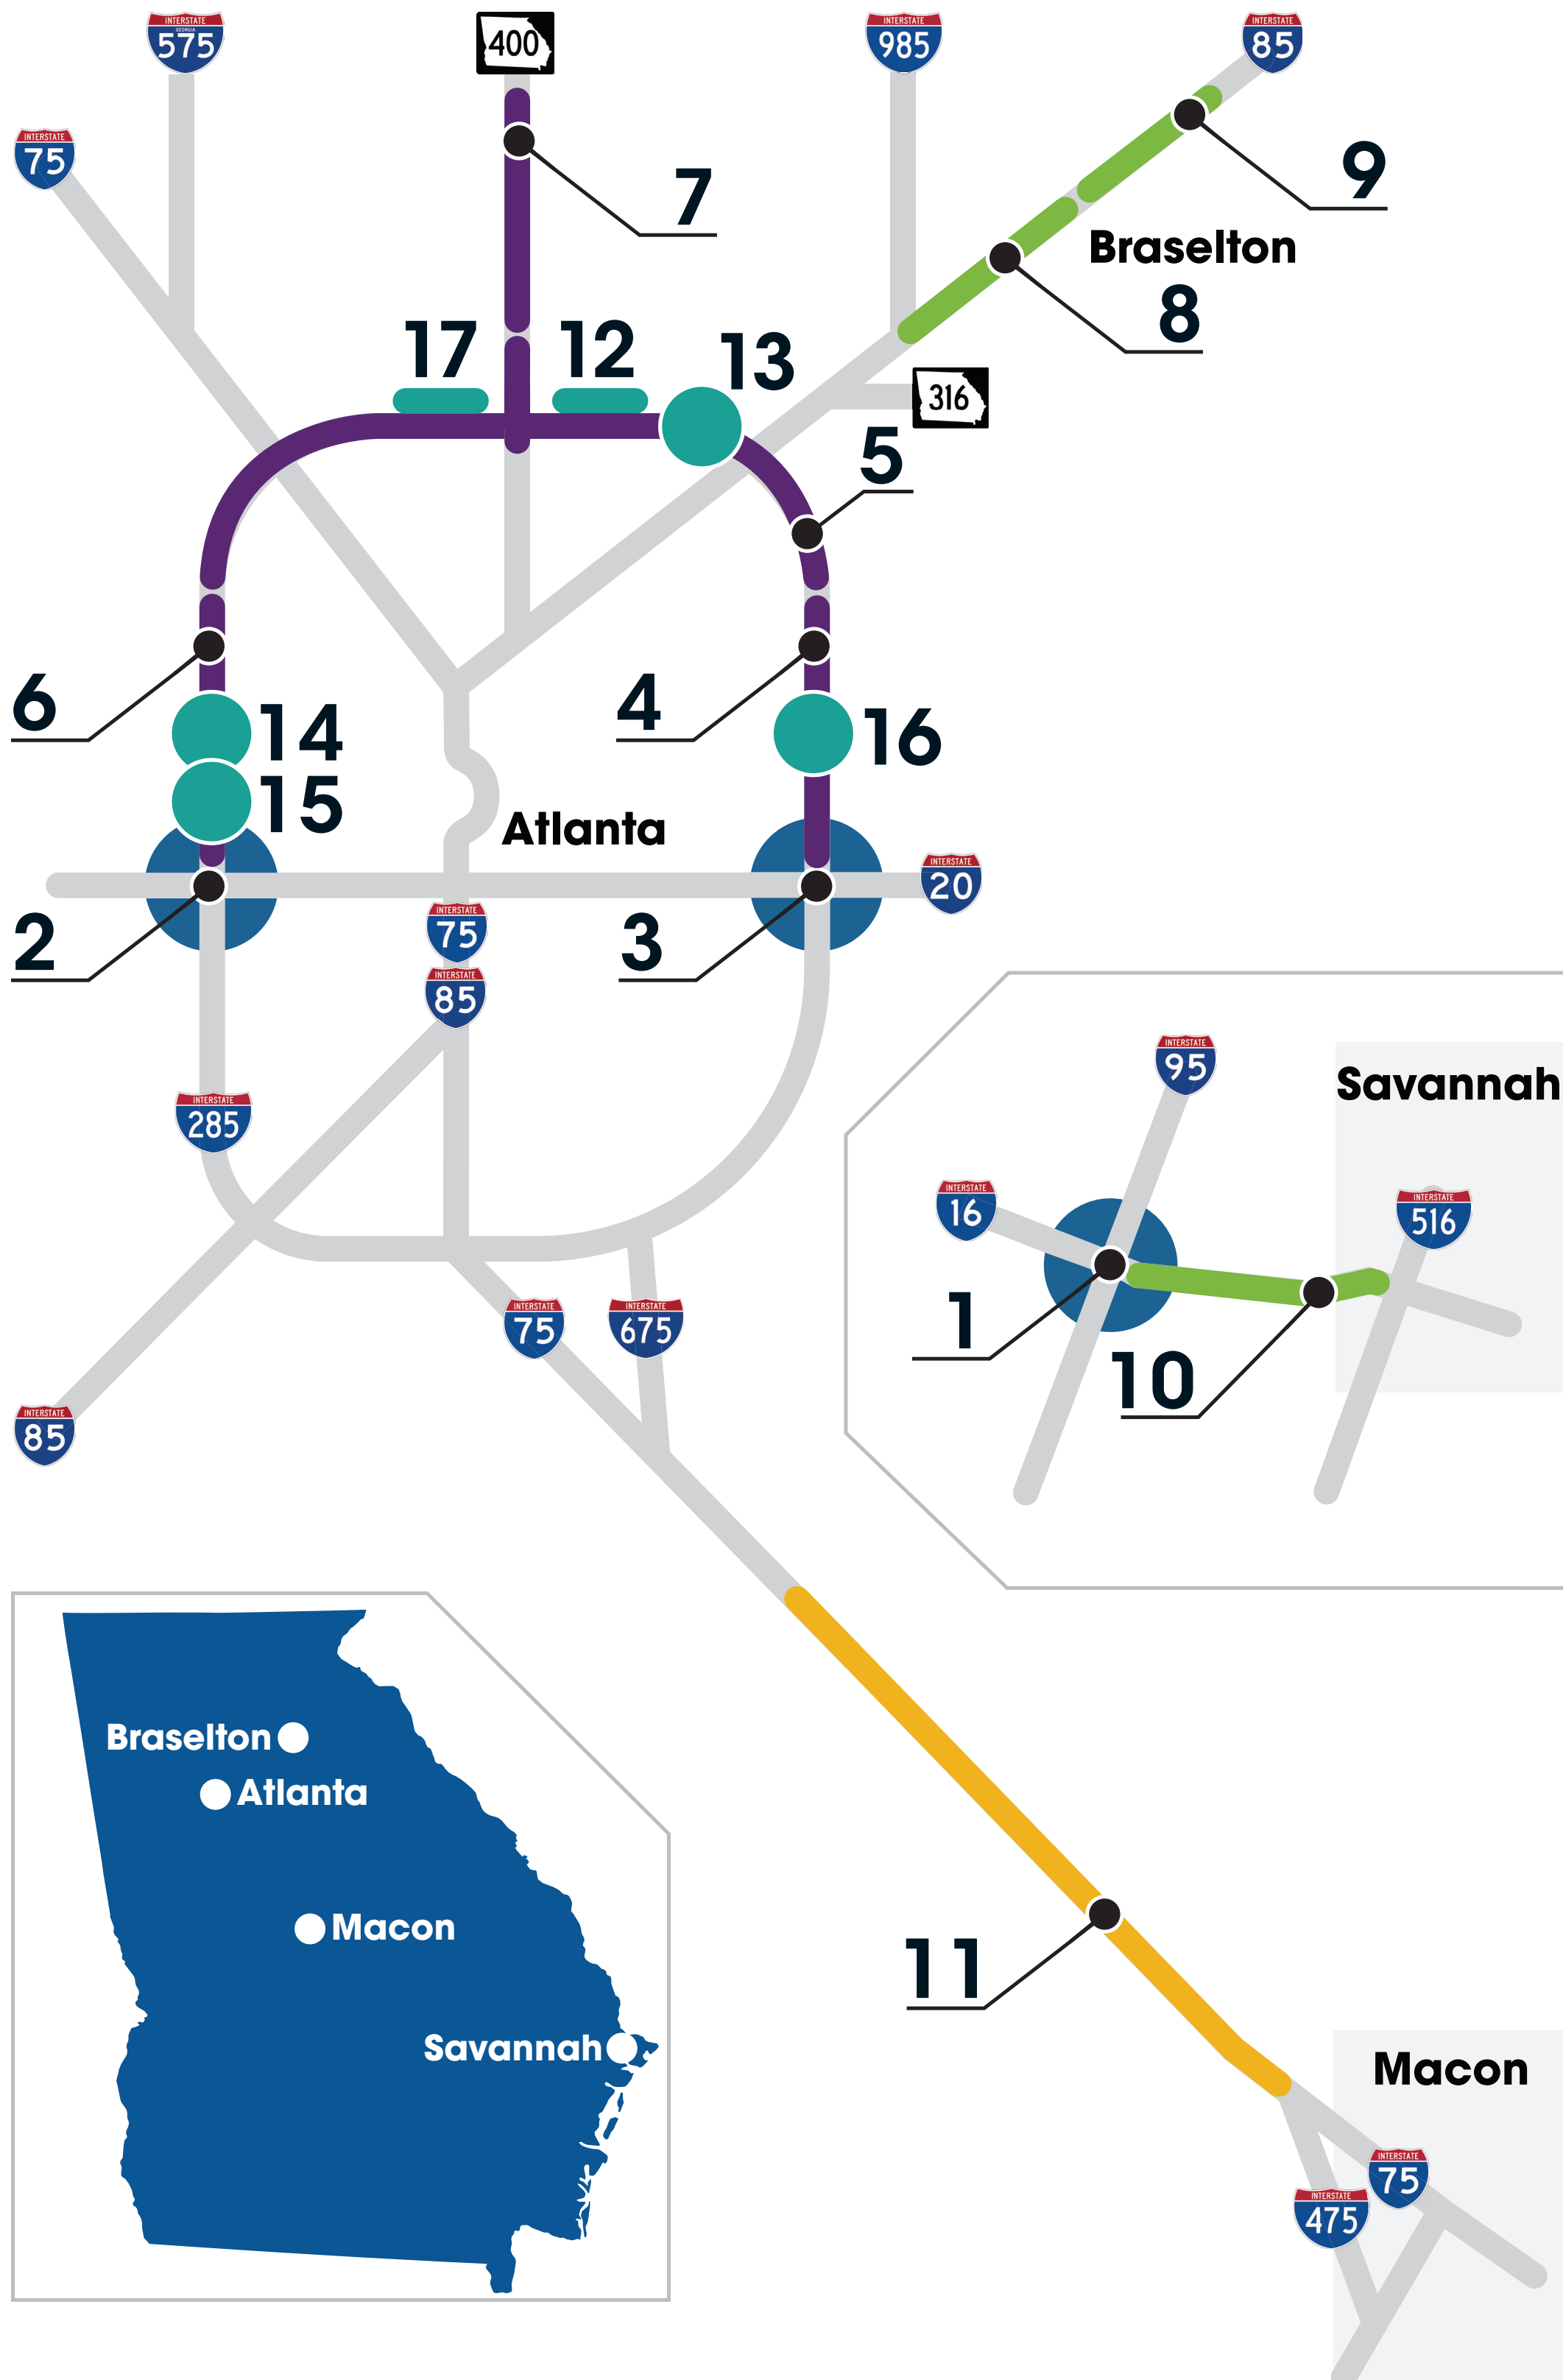 INTERSTATE
GEORGIA
575
400
INTERSTATE
985
INTERSTATE
85
INTERSTATE
75
7
9
Braselton
8
17
12
13
316
5
6
14
4
16
15
Atlanta
2
3
INTERSTATE
20
INTERSTATE
75
INTERSTATE
85
INTERSTATE
285
INTERSTATE
95
Savannah
INTERSTATE
16
INTERSTATE
516
1
10
INTERSTATE
75
INTERSTATE
675
INTERSTATE
85
Braselton
Atlanta
Macon
Savannah
11
Macon
INTERSTATE
75
INTERSTATE
475